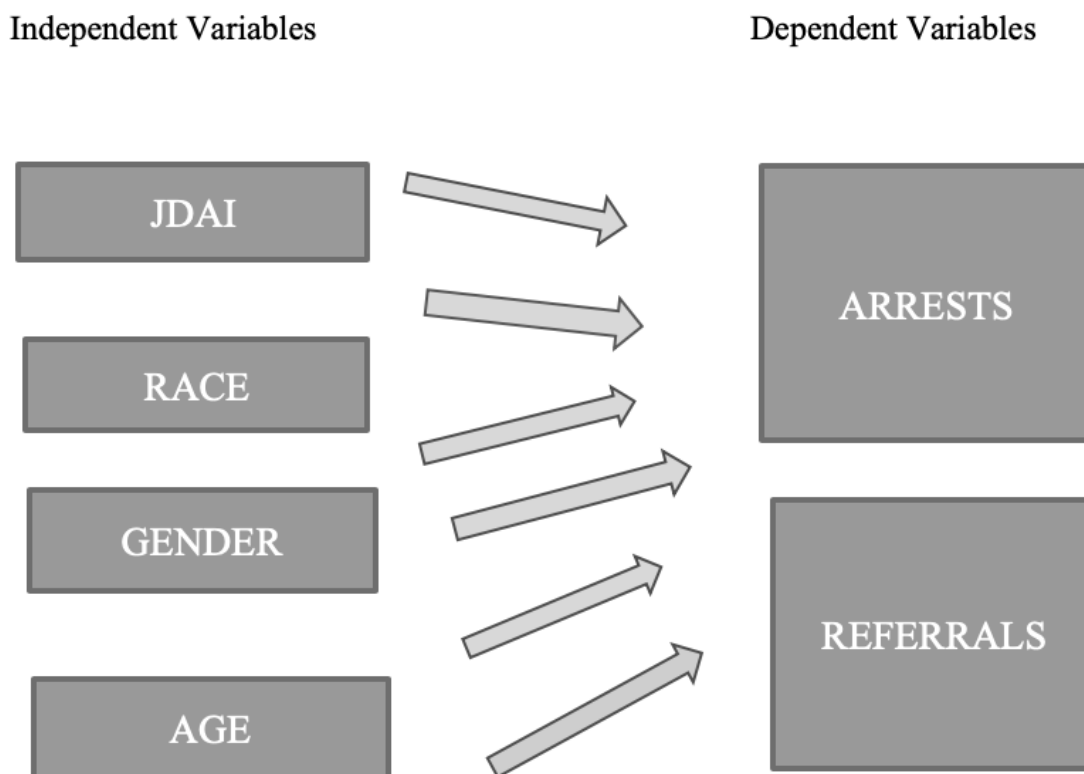 Independent Variables
Dependent Variables
JDAI
RACE
GENDER
AGE
ARRESTS
REFERRALS